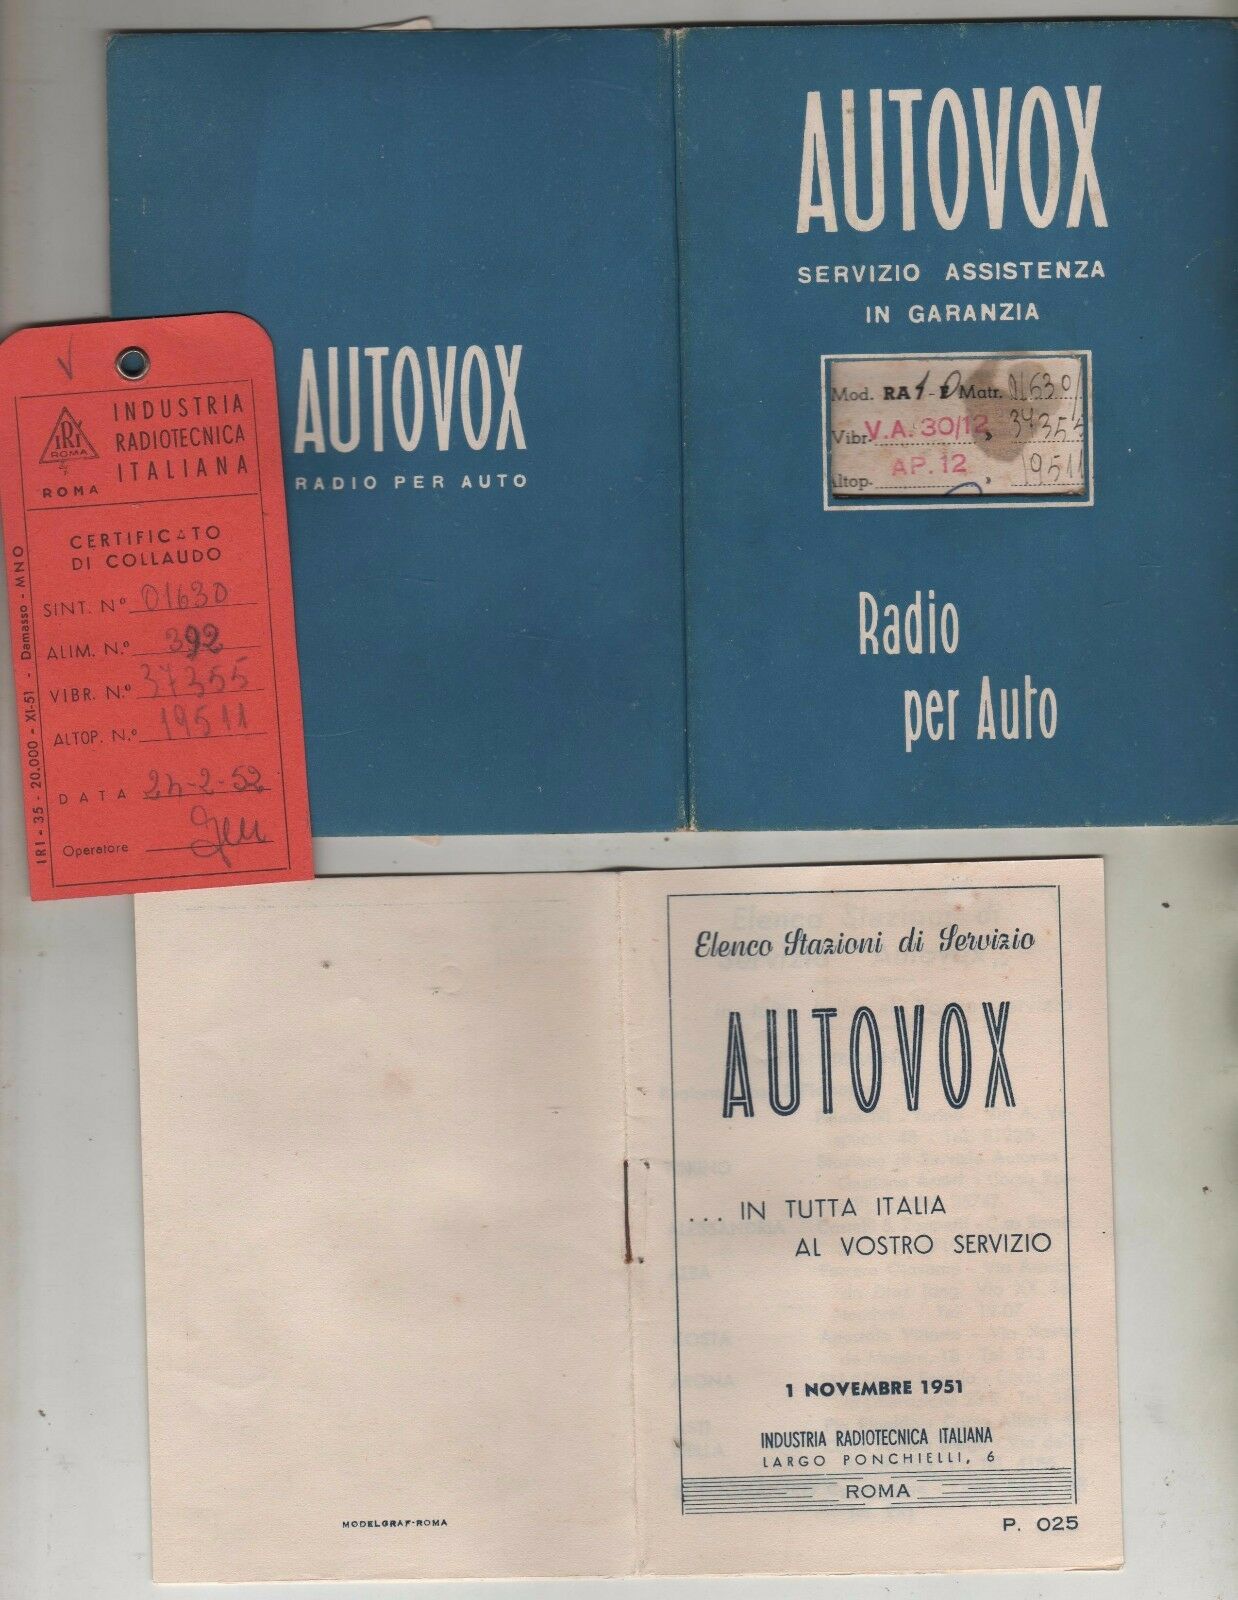 AUTOVOX
SERVIZIO ASSISTENZA
IN GARANZIA
Mod. RA Matr. 01630
Vibr. V.A. 30/12, 37355
Altop. AP. 12, 19511
Radio
per Auto
AUTOVOX
RADIO PER AUTO
IRI
ROMA
INDUSTRIA
RADIOTECNICA
ITALIANA
ROMA
CERTIFICATO
DI COLLAUDO
SINT. Nº 01630
ALIM. N.º 392
VIBR. N.º 37355
ALTOP. N.º 19511
DATA 24-2-52
Operatore
IRI - 35 - 20.000 - XI-51 - Damasso - MNO
Elenco Stazioni di Servizio
AUTOVOX
... IN TUTTA ITALIA
AL VOSTRO SERVIZIO
1 NOVEMBRE 1951
INDUSTRIA RADIOTECNICA ITALIANA
LARGO PONCHIELLI, 6
ROMA
P. 025
MODELGRAF-ROMA